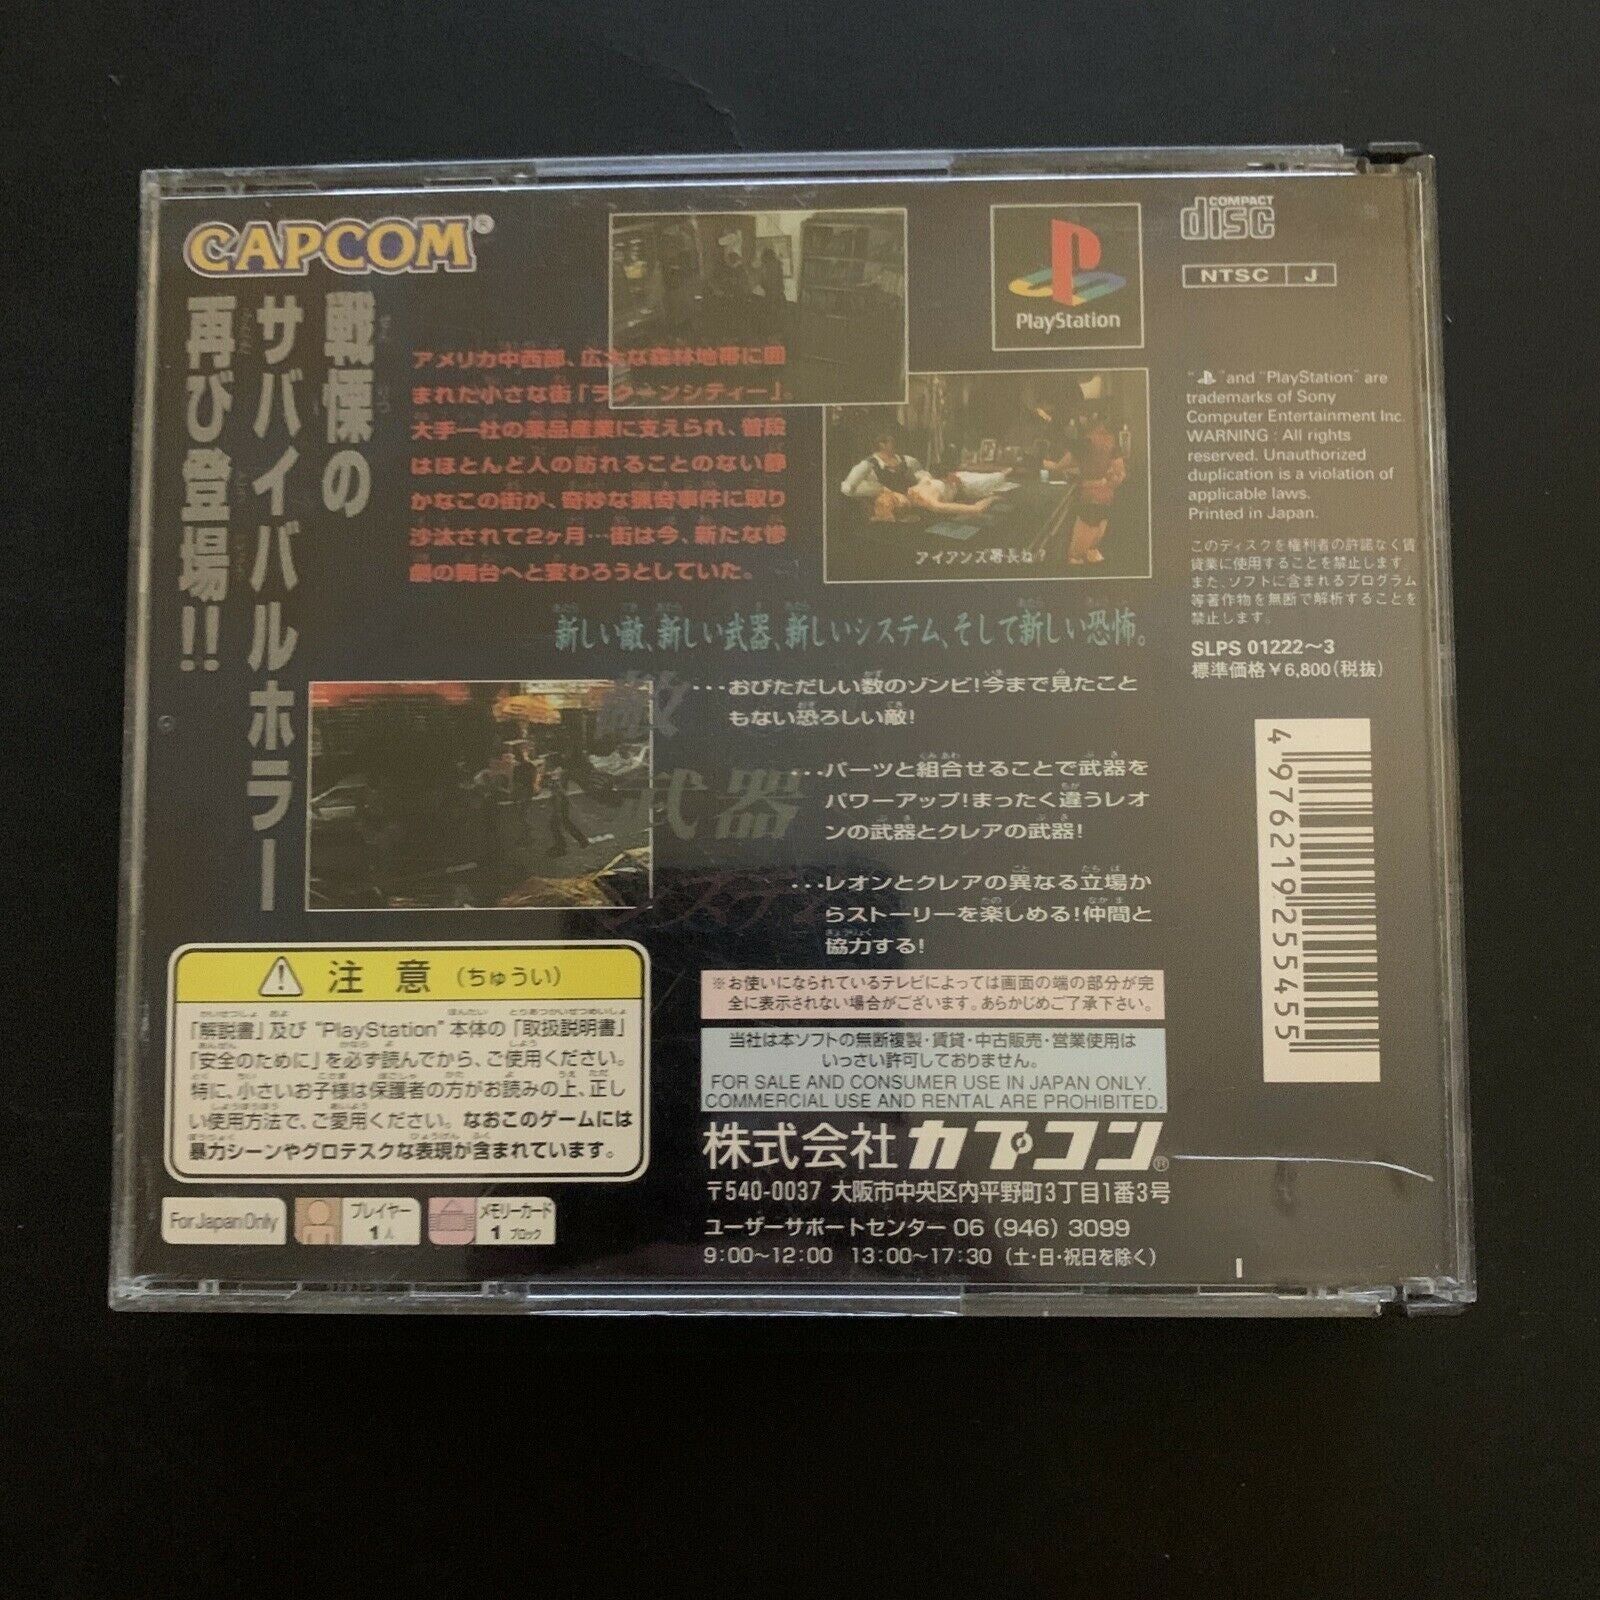 CAPCOM®
戦慄の
サバイバルホラー
再び登場!!
アメリカ中西部、広大な森林地帯に囲
まれた小さな街「ラクーンシティー」。
大手一社の薬品産業に支えられ、普段
はほとんど人の訪れることのない静
かなこの街が、奇妙な猟奇事件に取り
沙汰されて2ヶ月…街は今、新たな惨
劇の舞台へと変わろうとしていた。
PlayStation
COMPACT
disc
NTSC J
アイアンズ署長ね?
"PS" and "PlayStation" are
trademarks of Sony
Computer Entertainment Inc.
WARNING : All rights
reserved. Unauthorized
duplication is a violation of
applicable laws.
Printed in Japan.
このディスクを権利者の許諾なく賃
貸業に使用することを禁止します。
また、ソフトに含まれるプログラム
等著作物を無断で解析することを
禁止します。
SLPS 01222〜3
標準価格¥6,800(税抜)
4 976219 255455
新しい敵、新しい武器、新しいシステム、そして新しい恐怖。
敵
…おびただしい数のゾンビ!今まで見たこと
もない恐ろしい敵!
武器
…パーツと組合せることで武器を
パワーアップ!まったく違うレオ
ンの武器とクレアの武器!
システム
…レオンとクレアの異なる立場か
らストーリーを楽しめる!仲間と
協力する!
※お使いになられているテレビによっては画面の端の部分が完
全に表示されない場合がございます。あらかじめご了承下さい。
当社は本ソフトの無断複製・賃貸・中古販売・営業使用は
いっさい許可しておりません。
FOR SALE AND CONSUMER USE IN JAPAN ONLY.
COMMERCIAL USE AND RENTAL ARE PROHIBITED.
株式会社カプコン®
〒540-0037 大阪市中央区内平野町3丁目1番3号
ユーザーサポートセンター 06 (946) 3099
9:00〜12:00 13:00〜17:30 (土・日・祝日を除く)
注意(ちゅうい)
「解説書」及び "PlayStation" 本体の「取扱説明書」
「安全のために」を必ず読んでから、ご使用ください。
特に、小さいお子様は保護者の方がお読みの上、正し
い使用方法で、ご愛用ください。なおこのゲームには
暴力シーンやグロテスクな表現が含まれています。
For Japan Only
プレイヤー
1人
メモリーカード
1ブロック